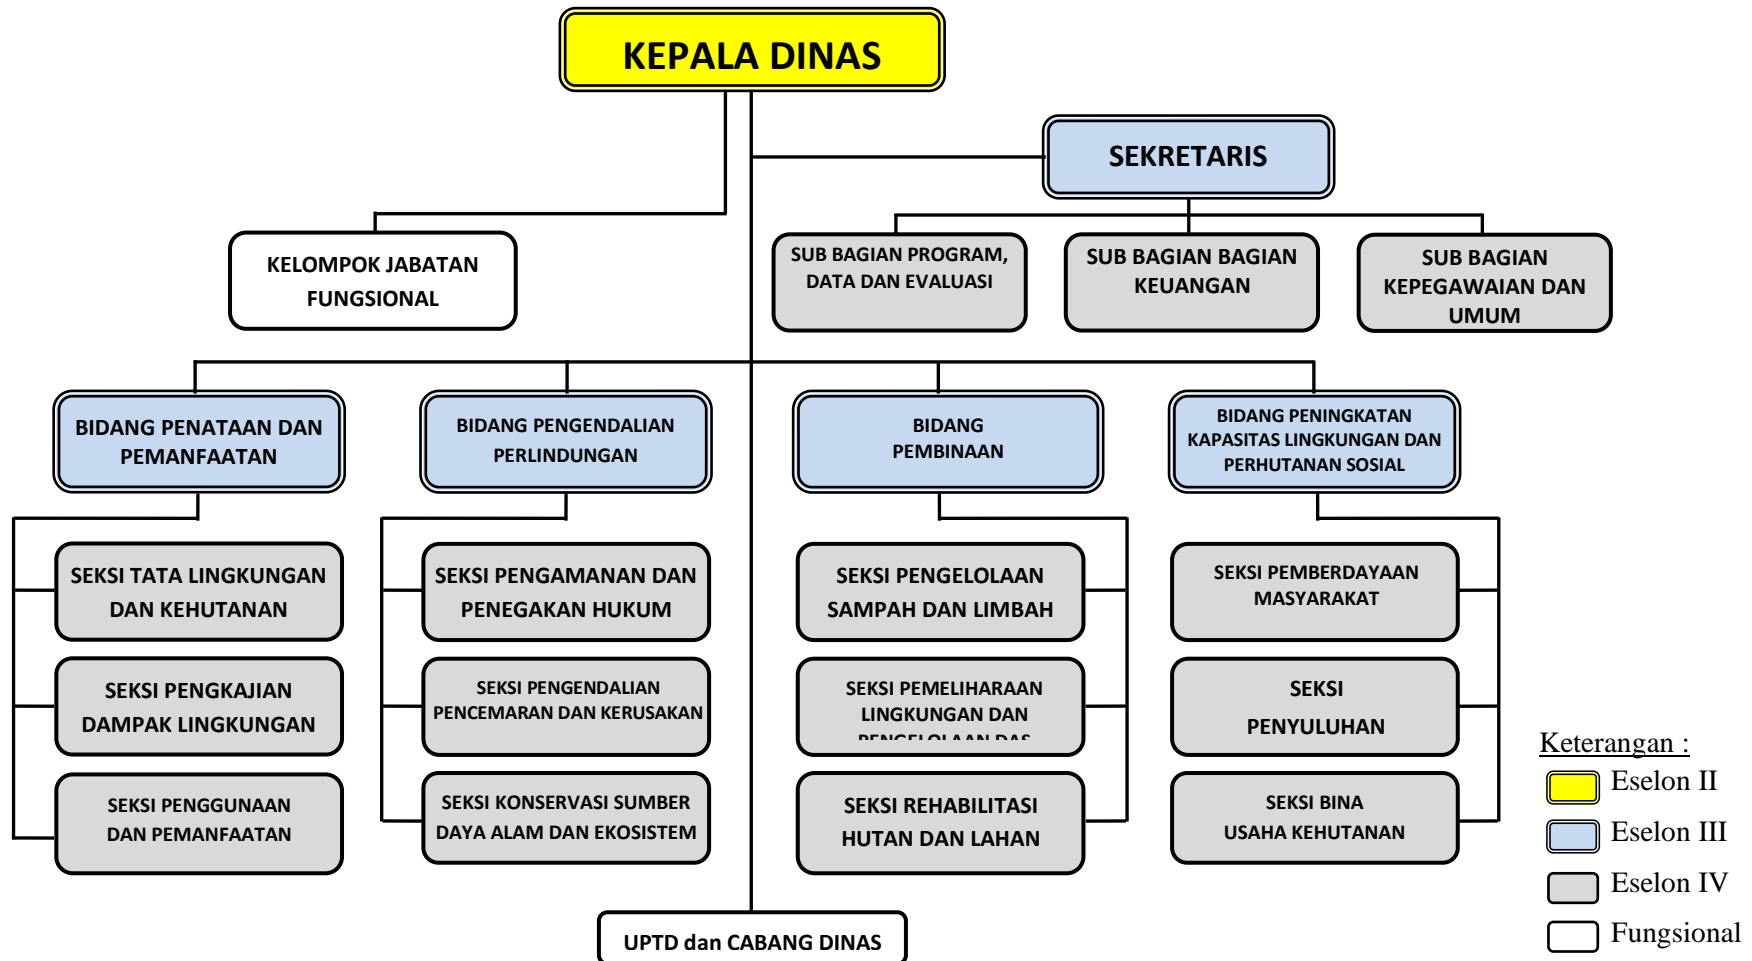 KEPALA DINAS
SEKRETARIS
KELOMPOK JABATAN
FUNGSIONAL
SUB BAGIAN PROGRAM,
DATA DAN EVALUASI
SUB BAGIAN BAGIAN
KEUANGAN
SUB BAGIAN
KEPEGAWAIAN DAN
UMUM
BIDANG PENATAAN DAN
PEMANFAATAN
BIDANG PENGENDALIAN
PERLINDUNGAN
BIDANG
PEMBINAAN
BIDANG PENINGKATAN
KAPASITAS LINGKUNGAN DAN
PERHUTANAN SOSIAL
SEKSI TATA LINGKUNGAN
DAN KEHUTANAN
SEKSI PENGAMANAN DAN
PENEGAKAN HUKUM
SEKSI PENGELOLAAN
SAMPAH DAN LIMBAH
SEKSI PEMBERDAYAAN
MASYARAKAT
SEKSI PENGKAJIAN
DAMPAK LINGKUNGAN
SEKSI PENGENDALIAN
PENCEMARAN DAN KERUSAKAN
SEKSI PEMELIHARAAN
LINGKUNGAN DAN
PENGELOLAAN DAS
SEKSI
PENYULUHAN
SEKSI PENGGUNAAN
DAN PEMANFAATAN
SEKSI KONSERVASI SUMBER
DAYA ALAM DAN EKOSISTEM
SEKSI REHABILITASI
HUTAN DAN LAHAN
SEKSI BINA
USAHA KEHUTANAN
UPTD dan CABANG DINAS
Keterangan :
Eselon II
Eselon III
Eselon IV
Fungsional